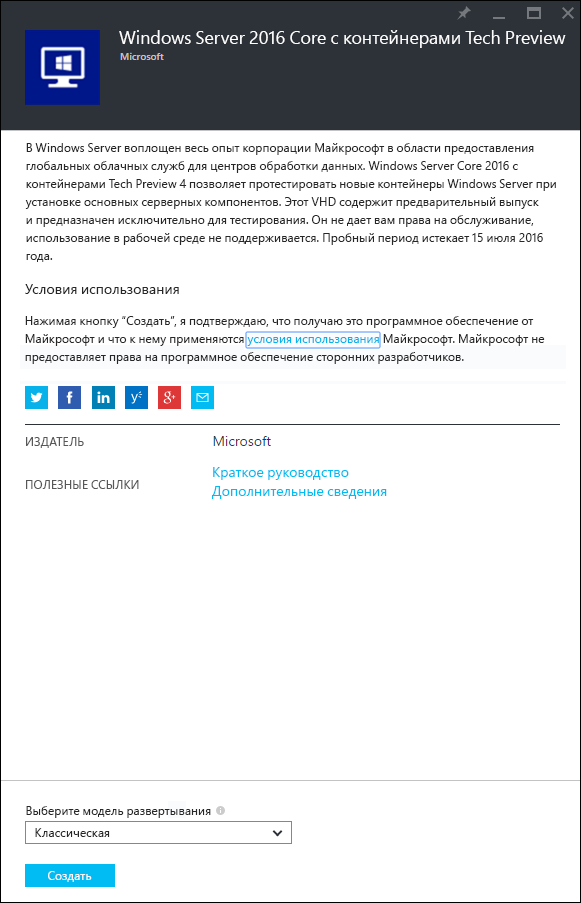 Windows Server 2016 Core с контейнерами Tech Preview
Microsoft
В Windows Server воплощен весь опыт корпорации Майкрософт в области предоставления
глобальных облачных служб для центров обработки данных. Windows Server Core 2016 с
контейнерами Tech Preview 4 позволяет протестировать новые контейнеры Windows Server при
установке основных серверных компонентов. Этот VHD содержит предварительный выпуск
и предназначен исключительно для тестирования. Он не дает вам права на обслуживание,
использование в рабочей среде не поддерживается. Пробный период истекает 15 июля 2016
года.
Условия использования
Нажимая кнопку “Создать”, я подтверждаю, что получаю это программное обеспечение от
Майкрософт и что к нему применяются условия использования Майкрософт. Майкрософт не
предоставляет права на программное обеспечение сторонних разработчиков.
ИЗДАТЕЛЬ Microsoft
ПОЛЕЗНЫЕ ССЫЛКИ Краткое руководство
Дополнительные сведения
Выберите модель развертывания
Классическая
Создать